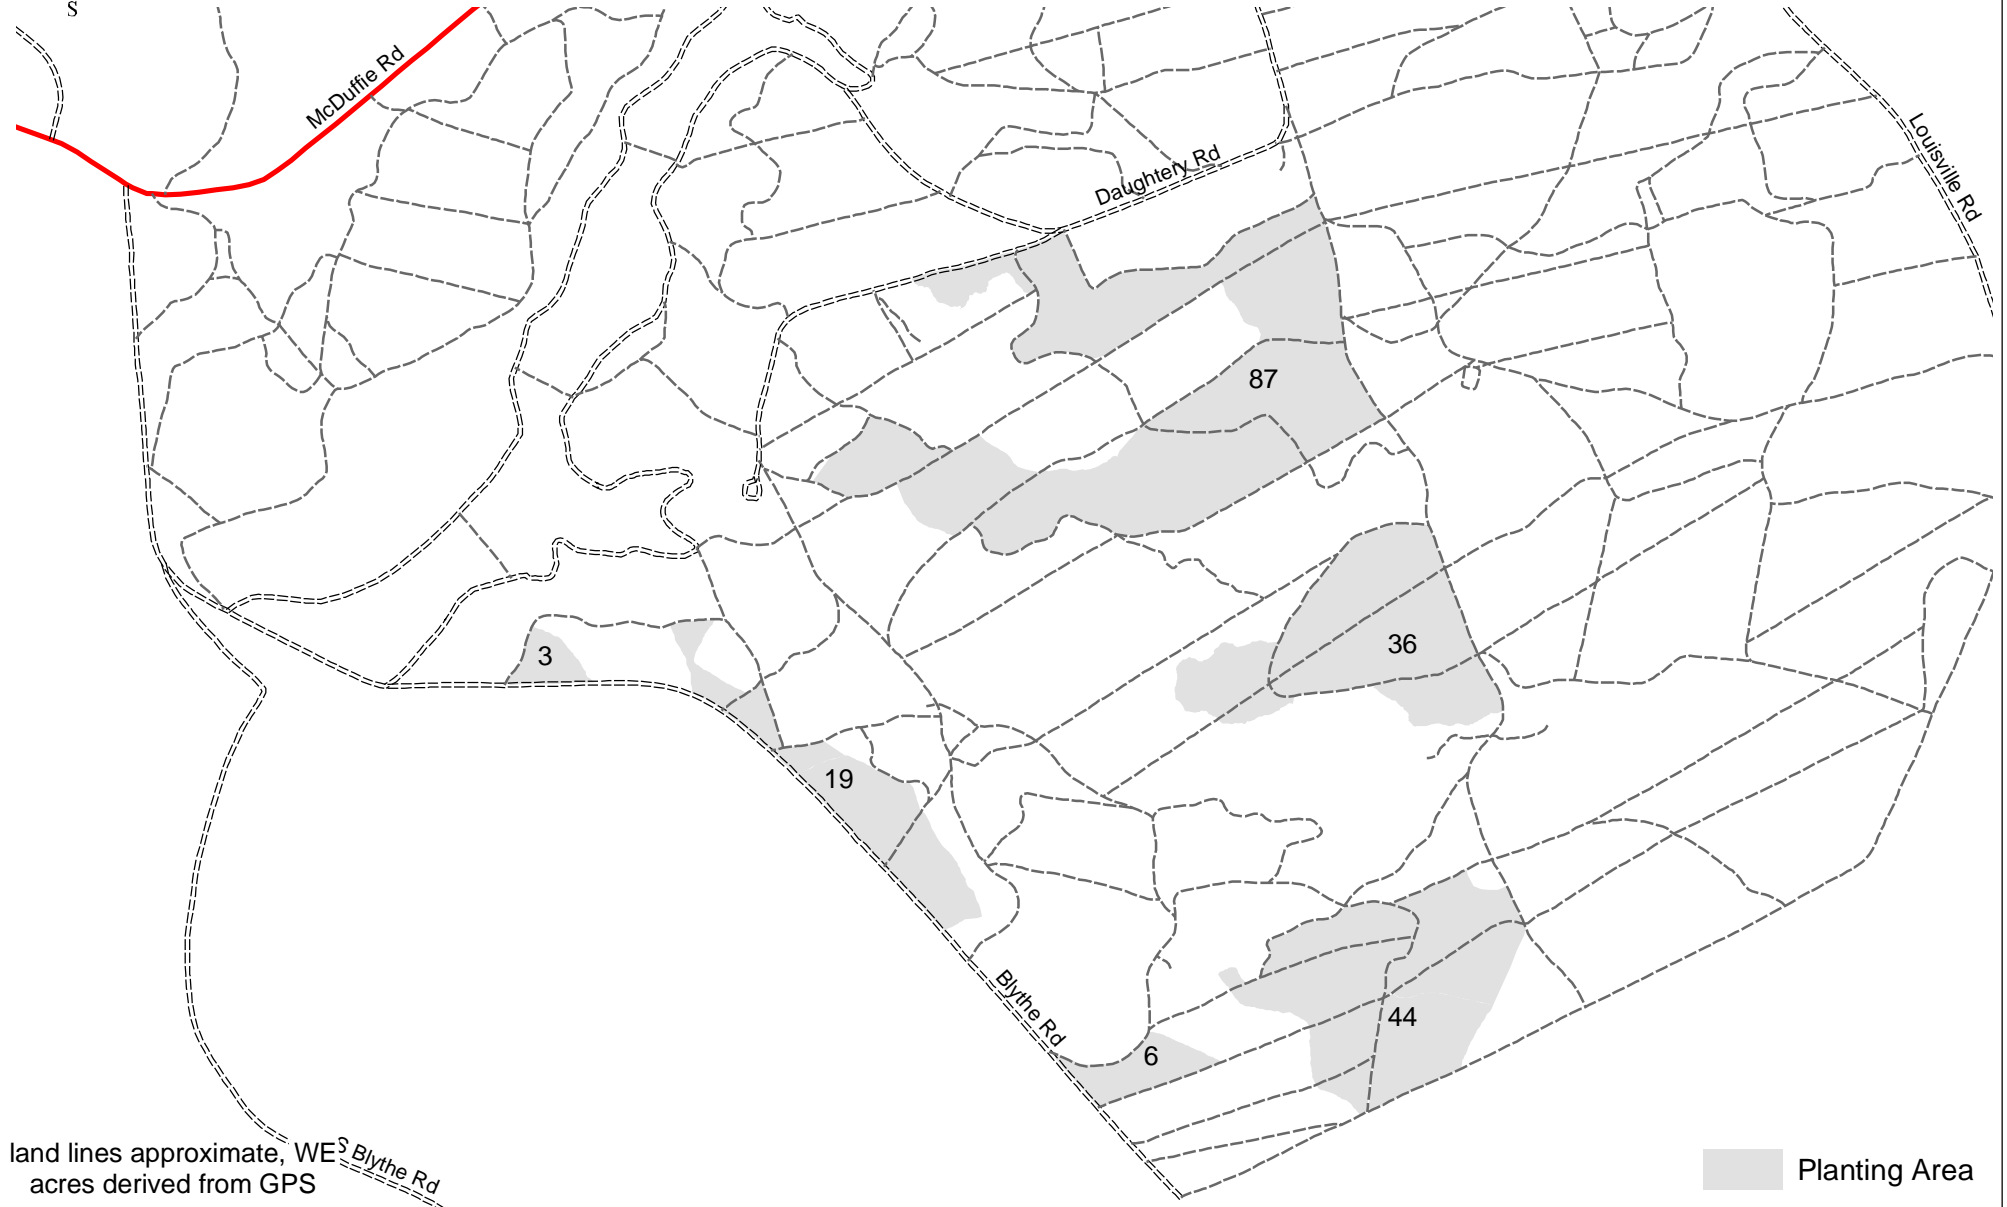 S
McDuffie Rd
Louisville Rd
Daughtery Rd
87
36
3
19
Blythe Rd
44
6
land lines approximate, WE
acres derived from GPS
S Blythe Rd
Planting Area